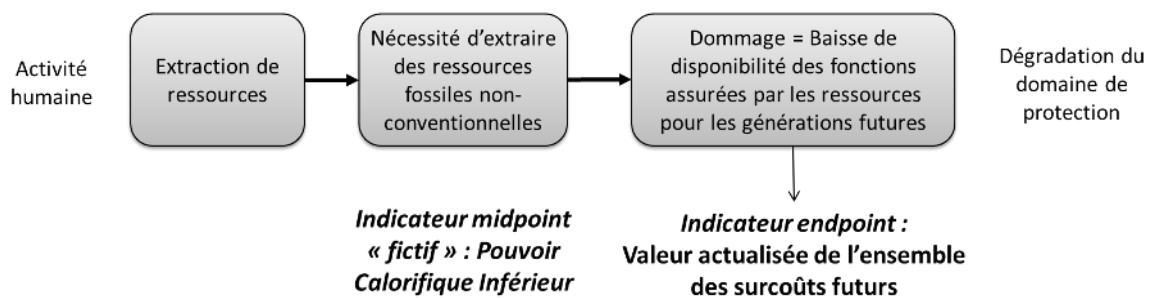 Activité
humaine
Extraction de
ressources
Nécessité d'extraire
des ressources
fossiles non-
conventionnelles
Dommage = Baisse de
disponibilité des fonctions
assurées par les ressources
pour les générations futures
Dégradation du
domaine de
protection
Indicateur midpoint
« fictif » : Pouvoir
Calorifique Inférieur
Indicateur endpoint :
Valeur actualisée de l'ensemble
des surcoûts futurs